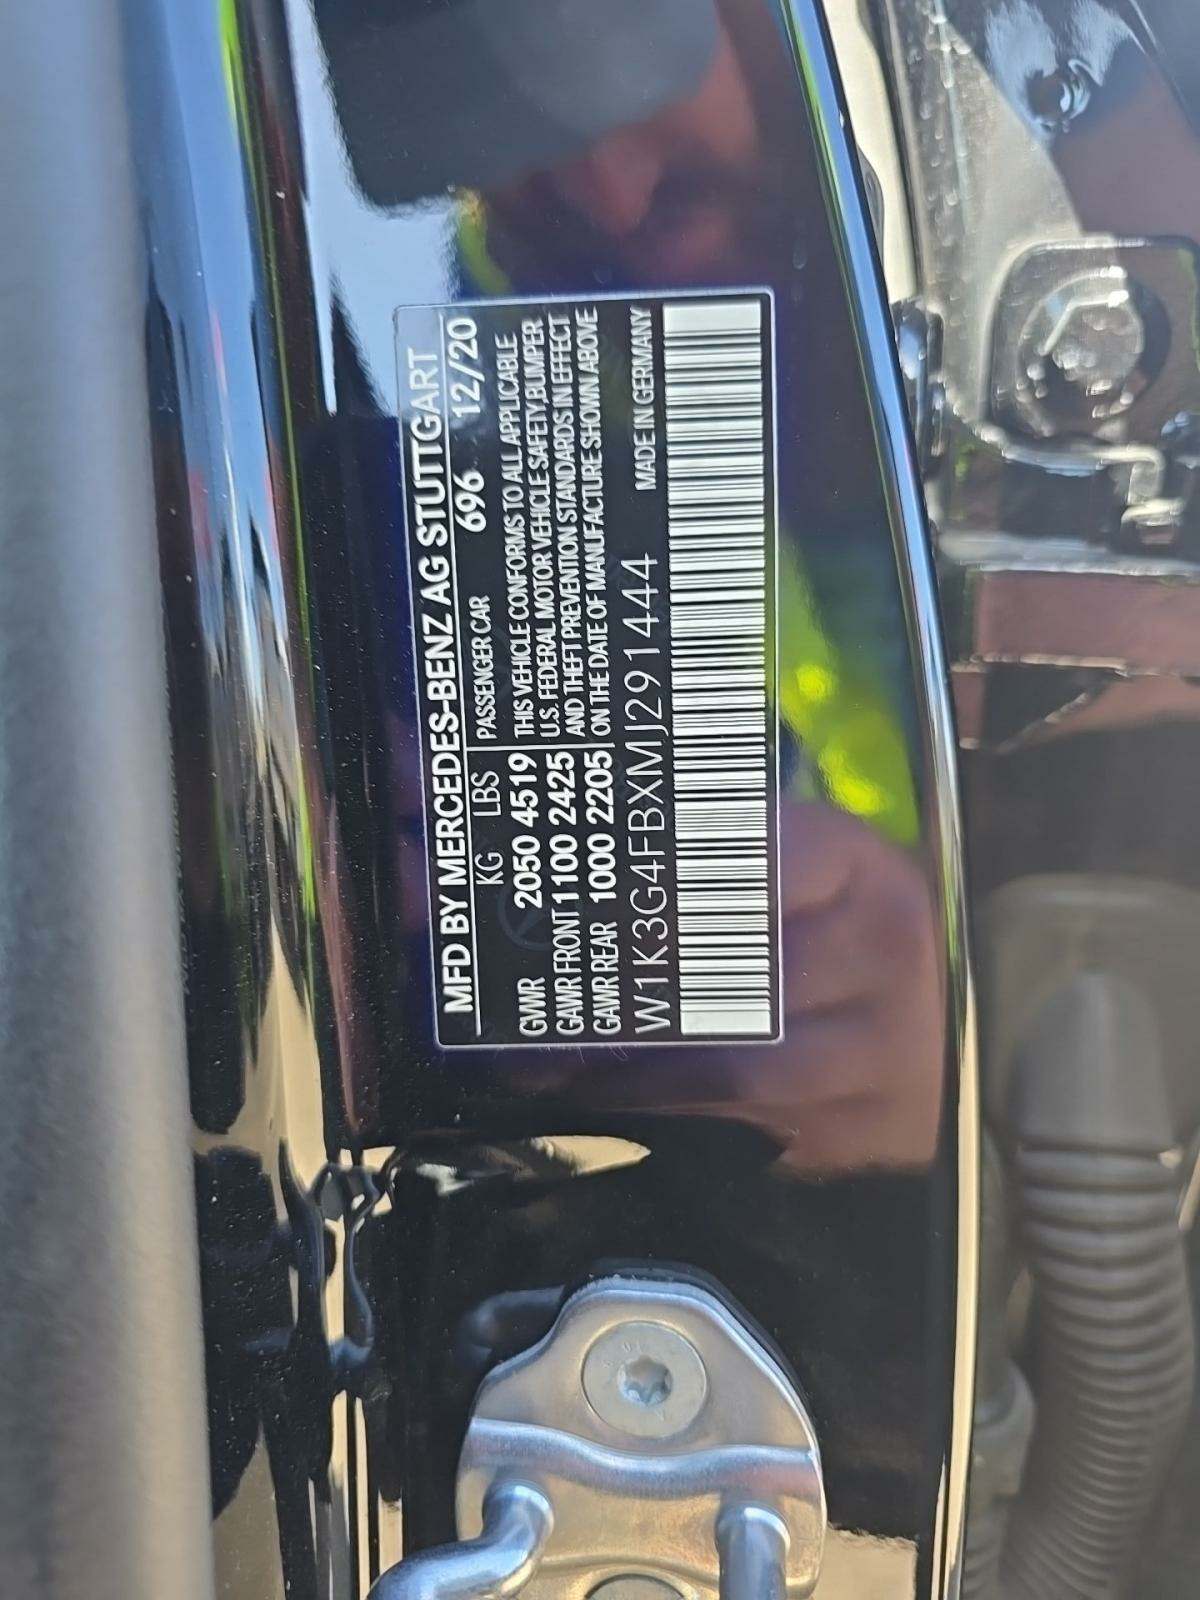 MFD BY MERCEDES-BENZ AG STUTTGART
KG LBS PASSENGER CAR 696 12/20
GVWR 2050 4519 THIS VEHICLE CONFORMS TO ALL APPLICABLE
GAWR FRONT 1100 2425 U.S. FEDERAL MOTOR VEHICLE SAFETY,BUMPER
GAWR REAR 1000 2205 AND THEFT PREVENTION STANDARDS IN EFFECT
ON THE DATE OF MANUFACTURE SHOWN ABOVE
W1K3G4FBXMJ291444 MADE IN GERMANY